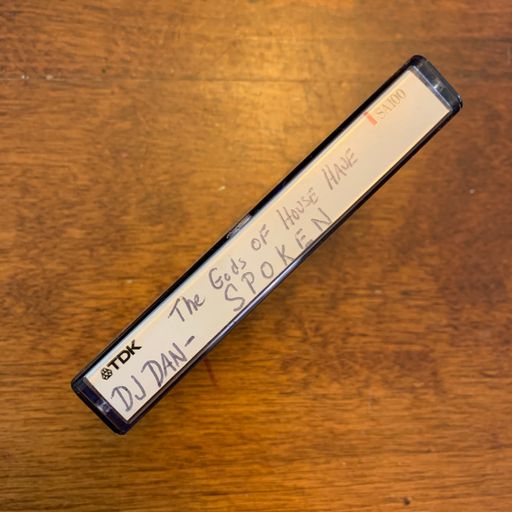 TDK
I SA100
DJ DAN- The Gods OF HOUSE HAVE
SPOKEN